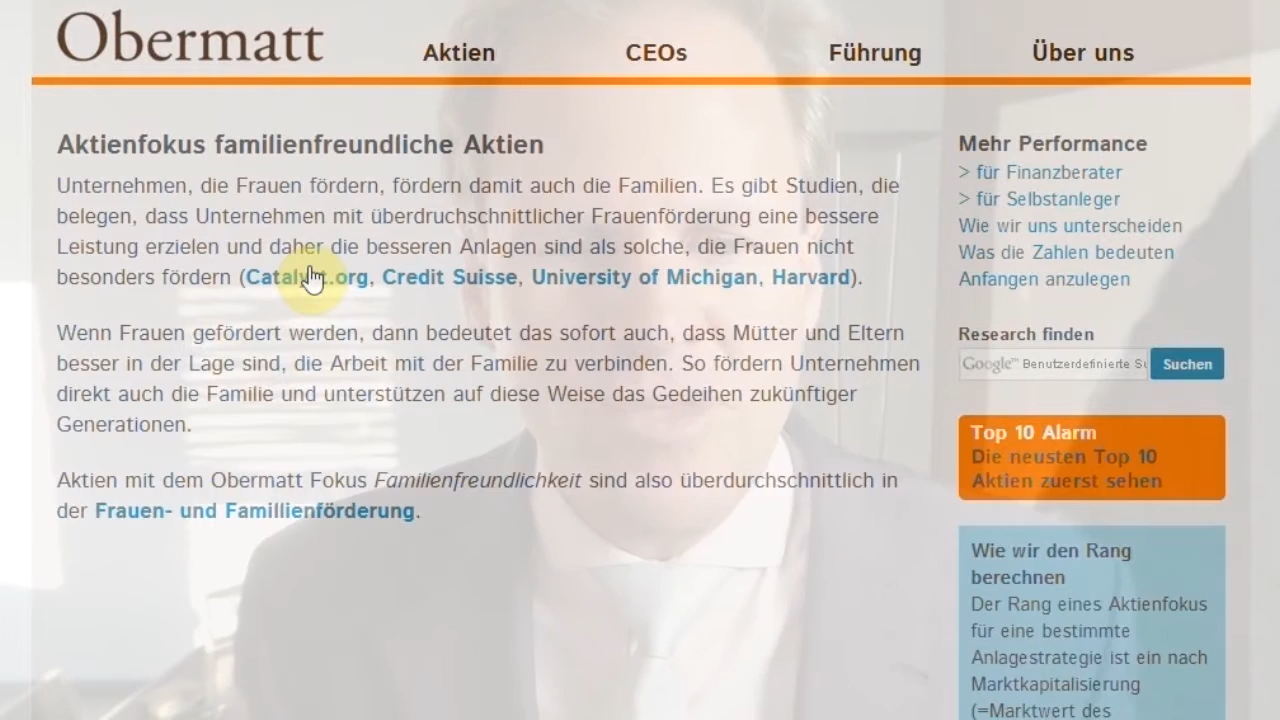 Obermatt
Aktien
CEOs
Führung
Über uns
Aktienfokus familienfreundliche Aktien
Unternehmen, die Frauen fördern, fördern damit auch die Familien. Es gibt Studien, die
belegen, dass Unternehmen mit überdruchschnittlicher Frauenförderung eine bessere
Leistung erzielen und daher die besseren Anlagen sind als solche, die Frauen nicht
besonders fördern (Catalyst.org, Credit Suisse, University of Michigan, Harvard).
Wenn Frauen gefördert werden, dann bedeutet das sofort auch, dass Mütter und Eltern
besser in der Lage sind, die Arbeit mit der Familie zu verbinden. So fördern Unternehmen
direkt auch die Familie und unterstützen auf diese Weise das Gedeihen zukünftiger
Generationen.
Aktien mit dem Obermatt Fokus Familienfreundlichkeit sind also überdurchschnittlich in
der Frauen- und Famillienförderung.
Mehr Performance
> für Finanzberater
> für Selbstanleger
Wie wir uns unterscheiden
Was die Zahlen bedeuten
Anfangen anzulegen
Research finden
Google™ Benutzerdefinierte Su
Suchen
Top 10 Alarm
Die neusten Top 10
Aktien zuerst sehen
Wie wir den Rang
berechnen
Der Rang eines Aktienfokus
für eine bestimmte
Anlagestrategie ist ein nach
Marktkapitalisierung
(=Marktwert des